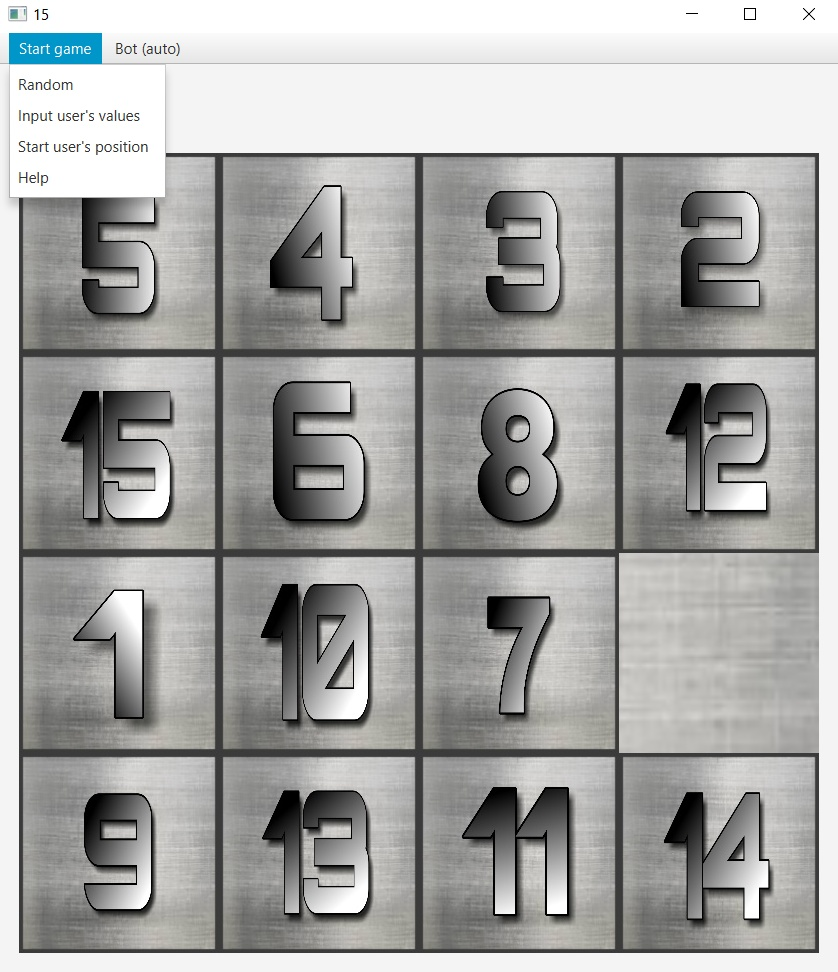 15
Start game Bot (auto)
Random
Input user's values
Start user's position
Help
5 4 3 2
15 6 8 12
1 10 7
9 13 11 14